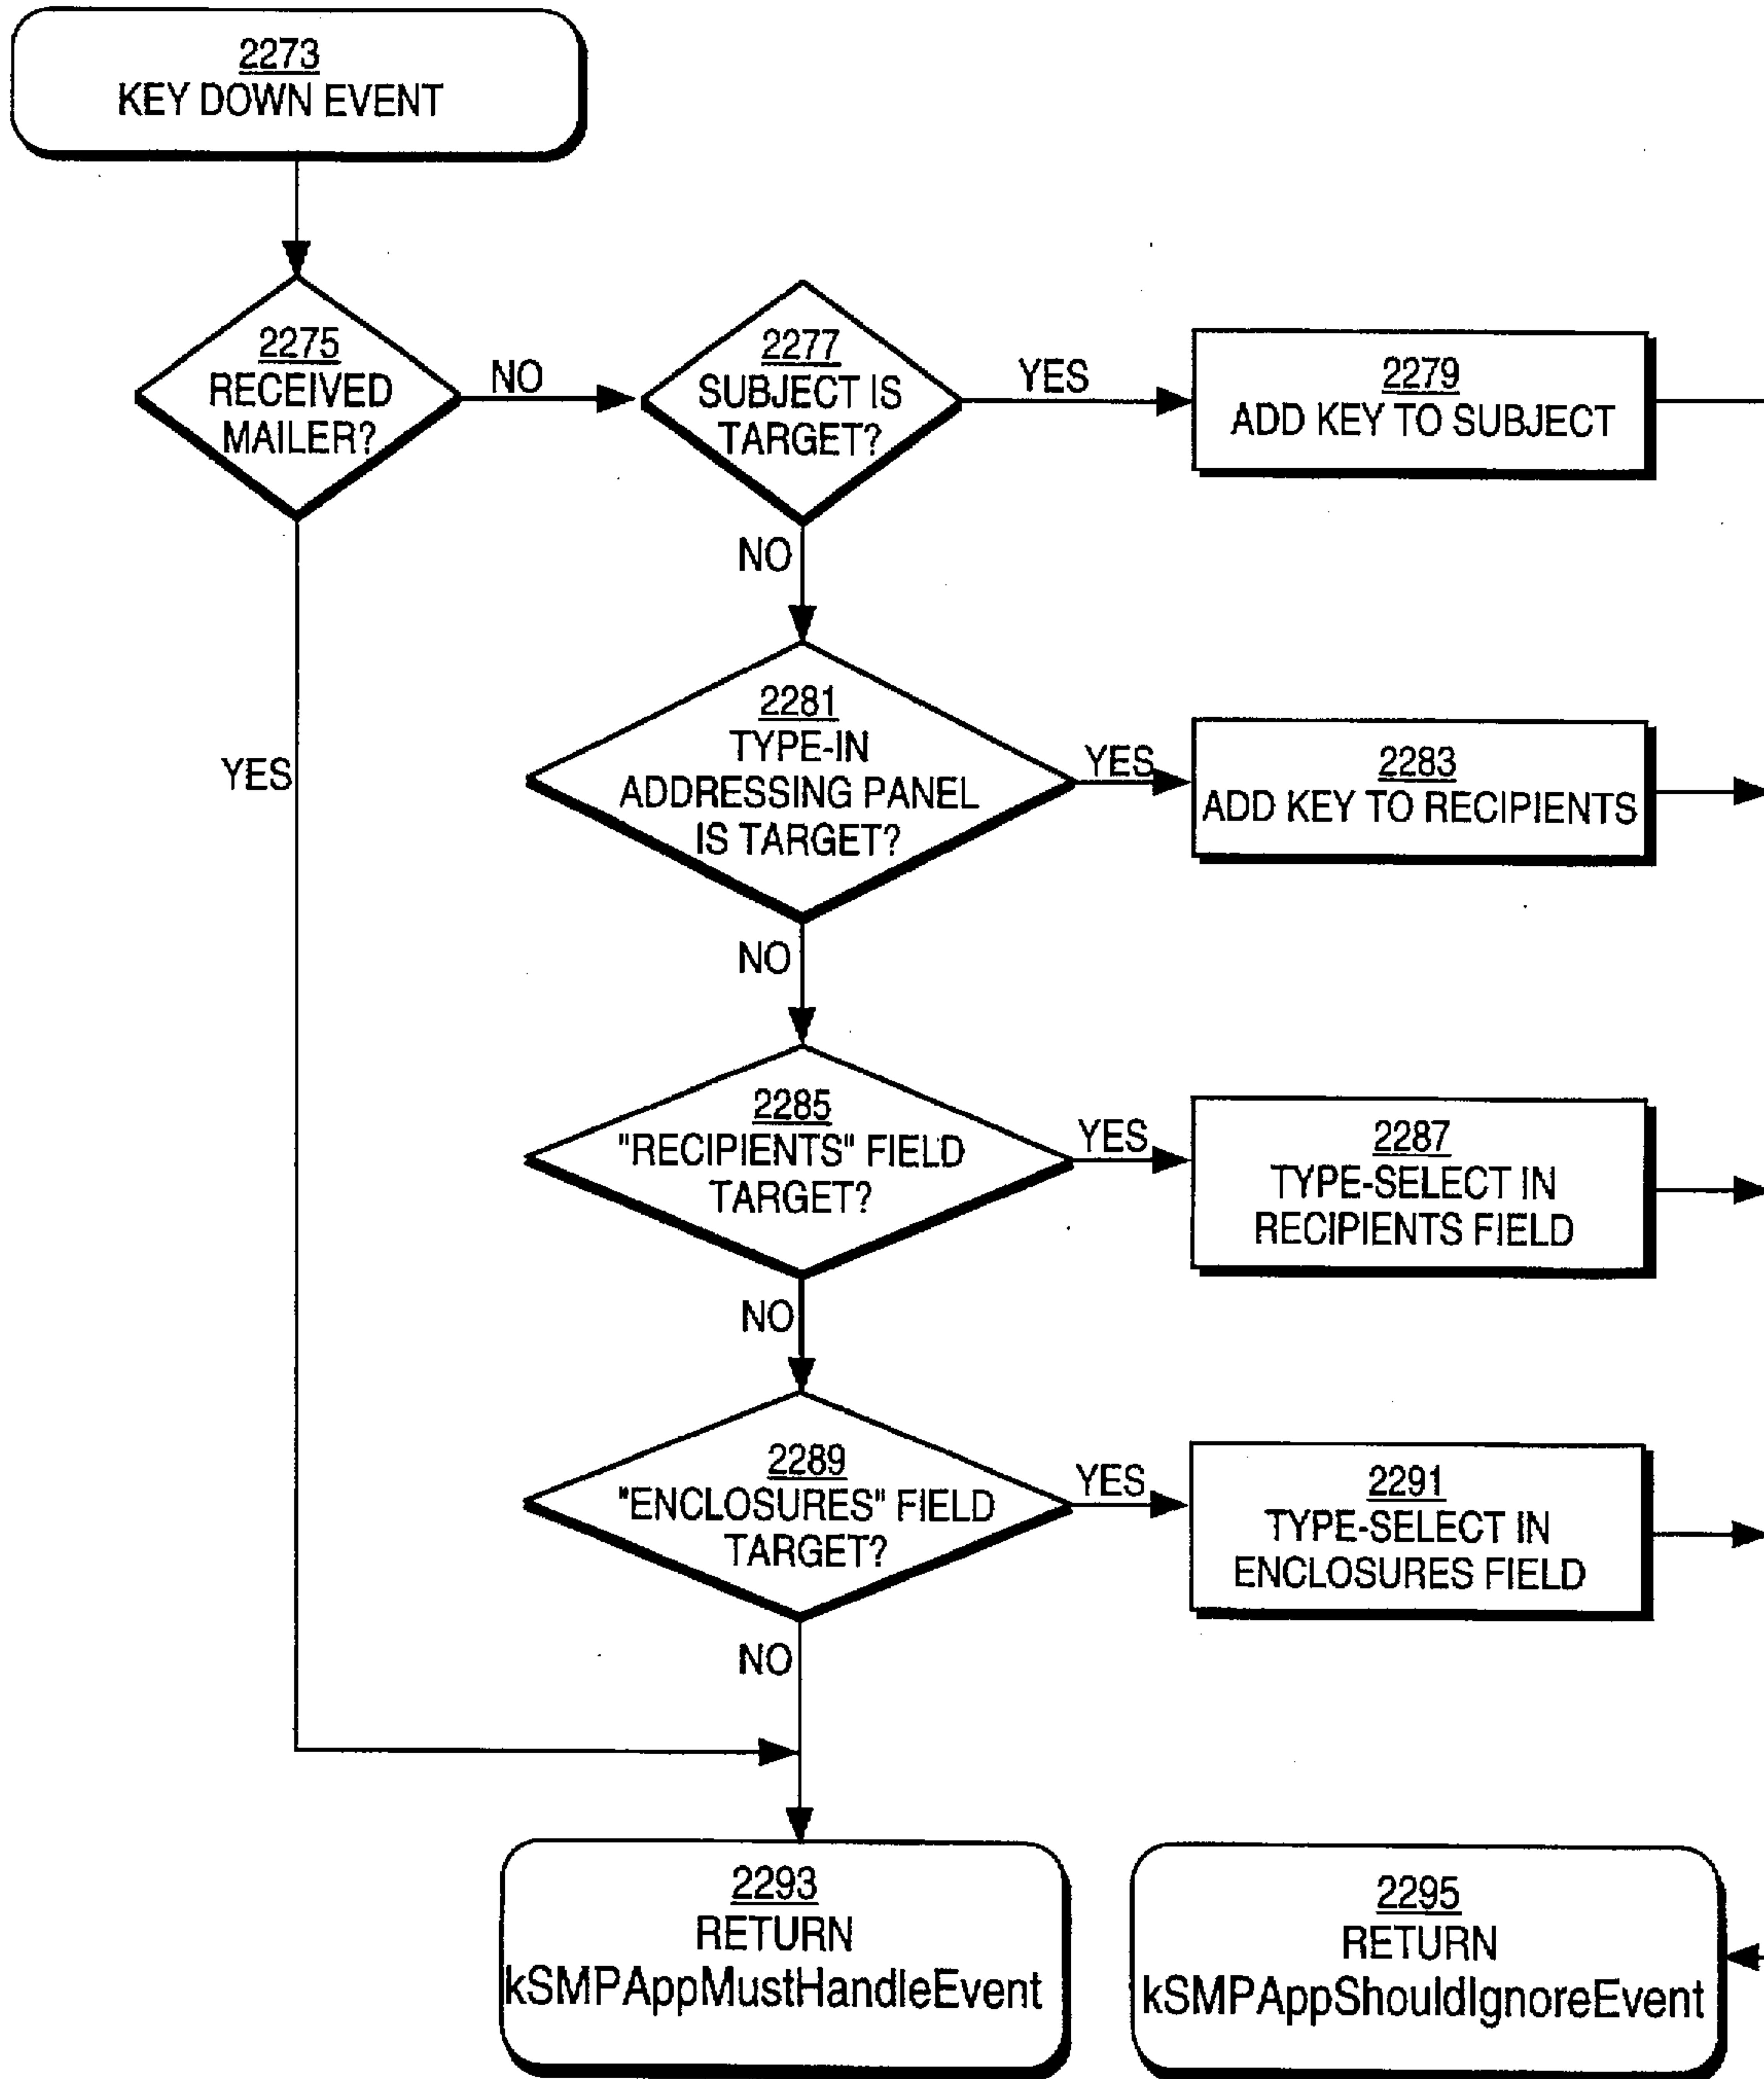 2273
KEY DOWN EVENT
2275
RECEIVED
MAILER?
NO
2277
SUBJECT IS
TARGET?
YES
2279
ADD KEY TO SUBJECT
NO
YES
2281
TYPE-IN
ADDRESSING PANEL
IS TARGET?
YES
2283
ADD KEY TO RECIPIENTS
NO
2285
"RECIPIENTS" FIELD
TARGET?
YES
2287
TYPE-SELECT IN
RECIPIENTS FIELD
NO
2289
"ENCLOSURES" FIELD
TARGET?
YES
2291
TYPE-SELECT IN
ENCLOSURES FIELD
NO
2293
RETURN
kSMPAppMustHandleEvent
2295
RETURN
kSMPAppShouldIgnoreEvent